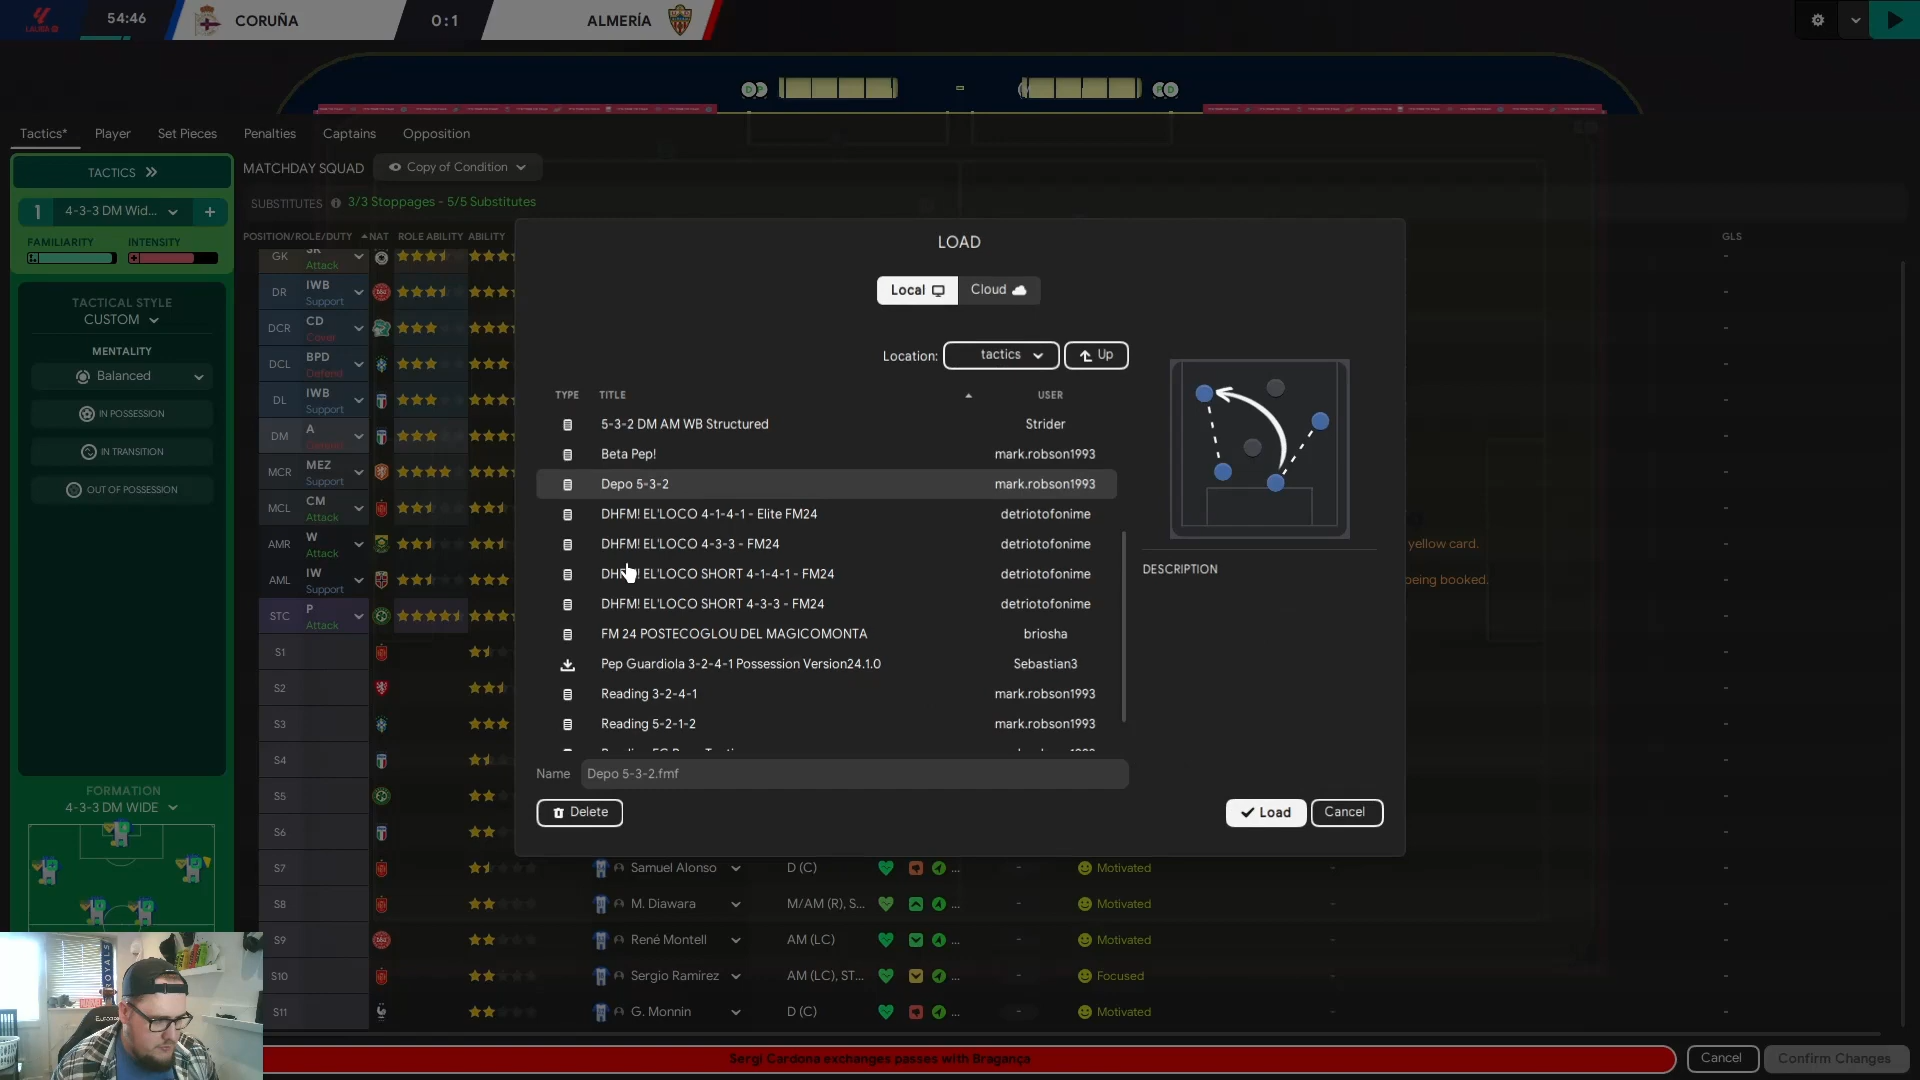 54:46
CORUÑA
0:1
ALMERÍA
Tactics*
Player
Set Pieces
Penalties
Captains
Opposition
TACTICS
MATCHDAY SQUAD
Copy of Condition
SUBSTITUTES
3/3 Stoppages - 5/5 Substitutes
1
4-3-3 DM Wid...
FAMILIARITY
INTENSITY
POSITION/ROLE/DUTY
NAT
ROLE ABILITY
ABILITY
GLS
TACTICAL STYLE
CUSTOM
MENTALITY
Balanced
IN POSSESSION
IN TRANSITION
OUT OF POSSESSION
FORMATION
4-3-3 DM WIDE
GK
SK
Attack
DR
IWB
Support
DCR
CD
Cover
DCL
BPD
Defend
DL
IWB
Support
DM
A
Defend
MCR
MEZ
Support
MCL
CM
Attack
AMR
W
Attack
AML
IW
Support
STC
P
Attack
S1
S2
S3
S4
S5
S6
S7
Samuel Alonso
D (C)
...
-
Motivated
-
S8
M. Diawara
M/AM (R), S...
...
-
Motivated
-
S9
René Montell
AM (LC)
...
-
Motivated
-
S10
Sergio Ramírez
AM (LC), ST...
...
-
Focused
-
S11
G. Monnin
D (C)
...
-
Motivated
-
LOAD
Local
Cloud
Location:
tactics
Up
TYPE
TITLE
USER
5-3-2 DM AM WB Structured
Strider
Beta Pep!
mark.robson1993
Depo 5-3-2
mark.robson1993
DHFM! EL'LOCO 4-1-4-1 - Elite FM24
detriotofonime
DHFM! EL'LOCO 4-3-3 - FM24
detriotofonime
DHFM! EL'LOCO SHORT 4-1-4-1 - FM24
detriotofonime
DHFM! EL'LOCO SHORT 4-3-3 - FM24
detriotofonime
FM 24 POSTECOGLOU DEL MAGICOMONTA
briosha
Pep Guardiola 3-2-4-1 Possession Version24.1.0
Sebastian3
Reading 3-2-4-1
mark.robson1993
Reading 5-2-1-2
mark.robson1993
Name
Depo 5-3-2.fmf
Delete
Load
Cancel
DESCRIPTION
yellow card.
being booked.
Sergi Cardona exchanges passes with Bragança
Cancel
Confirm Changes